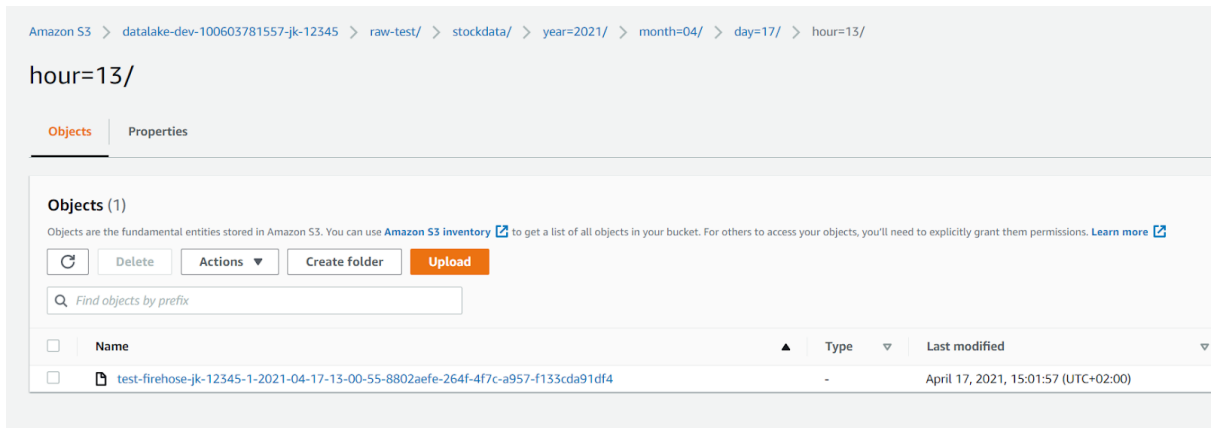 Amazon S3 > datalake-dev-100603781557-jk-12345 > raw-test/ > stockdata/ > year=2021/ > month=04/ > day=17/ > hour=13/
hour=13/
Objects Properties
Objects (1)
Objects are the fundamental entities stored in Amazon S3. You can use Amazon S3 inventory to get a list of all objects in your bucket. For others to access your objects, you'll need to explicitly grant them permissions. Learn more
Delete Actions Create folder Upload
Find objects by prefix
Name Type Last modified
test-firehose-jk-12345-1-2021-04-17-13-00-55-8802aefe-264f-4f7c-a957-f133cda91df4 - April 17, 2021, 15:01:57 (UTC+02:00)